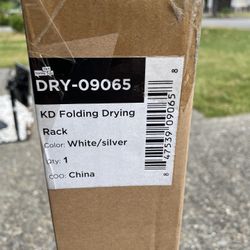 DRY-09065
KD Folding Drying
Rack
Color: White/silver
Qty: 1
COO: China
8 47539 09065 8